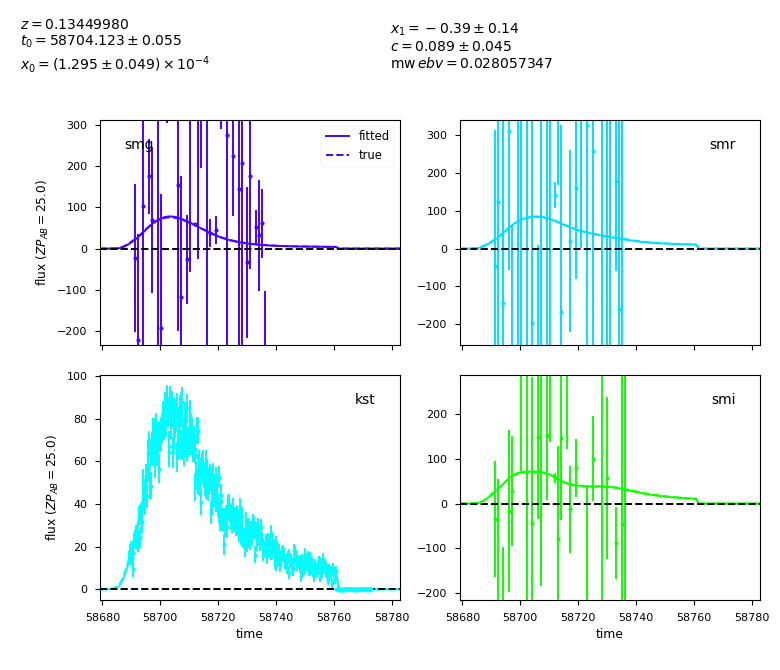 z = 0.13449980
t₀ = 58704.123 ± 0.055
x₀ = (1.295 ± 0.049) × 10⁻⁴
x₁ = −0.39 ± 0.14
c = 0.089 ± 0.045
mw ebv = 0.028057347
smg
fitted
true
300
200
100
0
−100
−200
flux (ZP_AB = 25.0)
smr
300
200
100
0
−100
−200
kst
100
80
60
40
20
0
flux (ZP_AB = 25.0)
58680 58700 58720 58740 58760 58780
time
smi
200
100
0
−100
−200
58680 58700 58720 58740 58760 58780
time